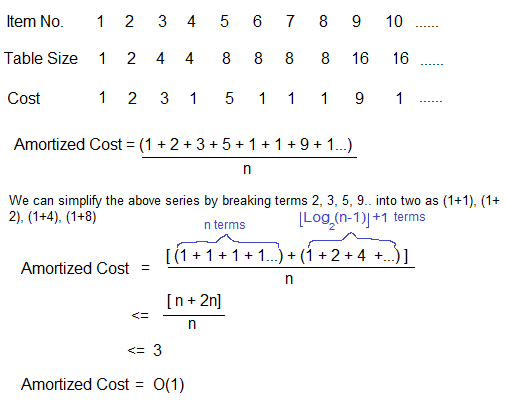 Item No. 1 2 3 4 5 6 7 8 9 10 ......
Table Size 1 2 4 4 8 8 8 8 16 16 ......
Cost 1 2 3 1 5 1 1 1 9 1 ......
Amortized Cost = (1 + 2 + 3 + 5 + 1 + 1 + 9 + 1...)
n
We can simplify the above series by breaking terms 2, 3, 5, 9.. into two as (1+1), (1+
2), (1+4), (1+8)
n terms ⌊Log2(n-1)⌋+1 terms
Amortized Cost = [ (1 + 1 + 1 + 1...) + (1 + 2 + 4 +...) ]
n
<= [ n + 2n]
n
<= 3
Amortized Cost = O(1)